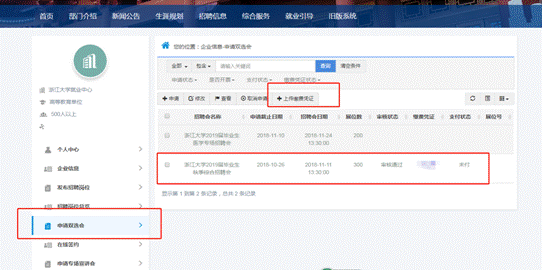 首页 部门介绍 新闻公告 生涯规划 招聘信息 综合服务 就业引导 旧版系统
您的位置：企业信息-申请双选会
全部 包含 请输入关键词 查询 清空条件
申请状态 是否开票 支付状态 缴费凭证状态
申请 修改 查看 取消申请 上传缴费凭证
招聘会名称 申请截止日期 招聘会日期 展位数 审核状态 缴费凭证 支付状态 展位号
浙江大学2019届毕业生医学专场招聘会 2018-11-10 2018-11-24 13:30:00 200
浙江大学2019届毕业生秋季综合招聘会 2018-10-26 2018-11-11 13:30:00 300 审核通过 未付
显示第 1 到第 2 条记录，总共 2 条记录
浙江大学就业中心
高等教育单位
500人以上
个人中心
企业信息
发布招聘岗位
招聘岗位总览
申请双选会
在线签约
申请专场宣讲会